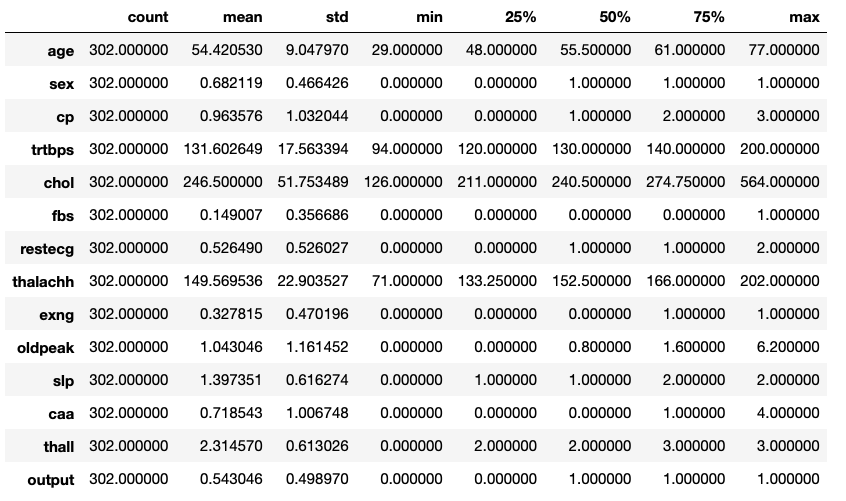 count mean std min 25% 50% 75% max
age 302.000000 54.420530 9.047970 29.000000 48.000000 55.500000 61.000000 77.000000
sex 302.000000 0.682119 0.466426 0.000000 0.000000 1.000000 1.000000 1.000000
cp 302.000000 0.963576 1.032044 0.000000 0.000000 1.000000 2.000000 3.000000
trtbps 302.000000 131.602649 17.563394 94.000000 120.000000 130.000000 140.000000 200.000000
chol 302.000000 246.500000 51.753489 126.000000 211.000000 240.500000 274.750000 564.000000
fbs 302.000000 0.149007 0.356686 0.000000 0.000000 0.000000 0.000000 1.000000
restecg 302.000000 0.526490 0.526027 0.000000 0.000000 1.000000 1.000000 2.000000
thalachh 302.000000 149.569536 22.903527 71.000000 133.250000 152.500000 166.000000 202.000000
exng 302.000000 0.327815 0.470196 0.000000 0.000000 0.000000 1.000000 1.000000
oldpeak 302.000000 1.043046 1.161452 0.000000 0.000000 0.800000 1.600000 6.200000
slp 302.000000 1.397351 0.616274 0.000000 1.000000 1.000000 2.000000 2.000000
caa 302.000000 0.718543 1.006748 0.000000 0.000000 0.000000 1.000000 4.000000
thall 302.000000 2.314570 0.613026 0.000000 2.000000 2.000000 3.000000 3.000000
output 302.000000 0.543046 0.498970 0.000000 0.000000 1.000000 1.000000 1.000000